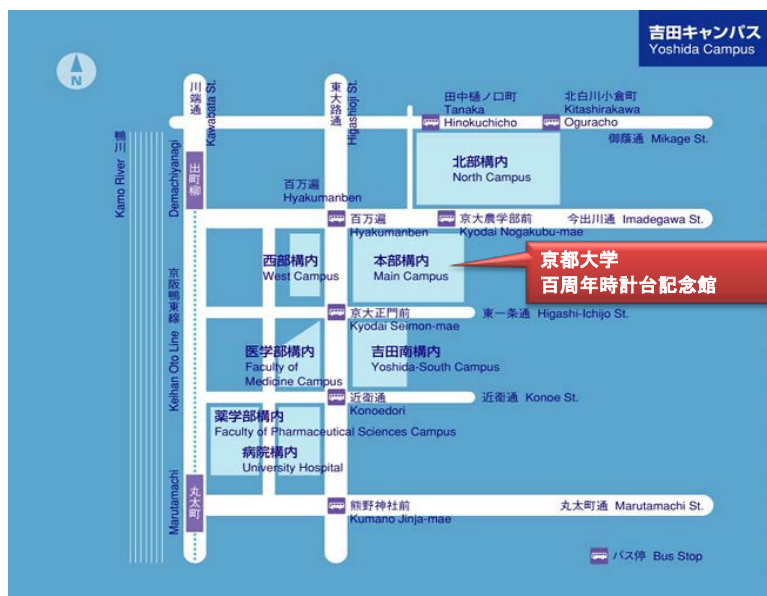 吉田キャンパス
Yoshida Campus
N
川端通
Kawabata St.
東大路通
Higashioji St.
田中樋ノ口町
Tanaka
Hinokuchicho
北白川小倉町
Kitashirakawa
Oguracho
御蔭通 Mikage St.
鴨川
Kamo River
出町柳
Demachiyanagi
北部構内
North Campus
百万遍
Hyakumanben
百万遍
Hyakumanben
京大農学部前
Kyodai Nogakubu-mae
今出川通 Imadegawa St.
西部構内
West Campus
本部構内
Main Campus
京都大学
百周年時計台記念館
京阪鴨東線
Keihan Oto Line
京大正門前
Kyodai Seimon-mae
東一条通 Higashi-Ichijo St.
医学部構内
Faculty of
Medicine Campus
吉田南構内
Yoshida-South Campus
近衛通
Konoedori
近衛通 Konoe St.
薬学部構内
Faculty of Pharmaceutical Sciences Campus
病院構内
University Hospital
丸太町
Marutamachi
熊野神社前
Kumano Jinja-mae
丸太町通 Marutamachi St.
バス停 Bus Stop